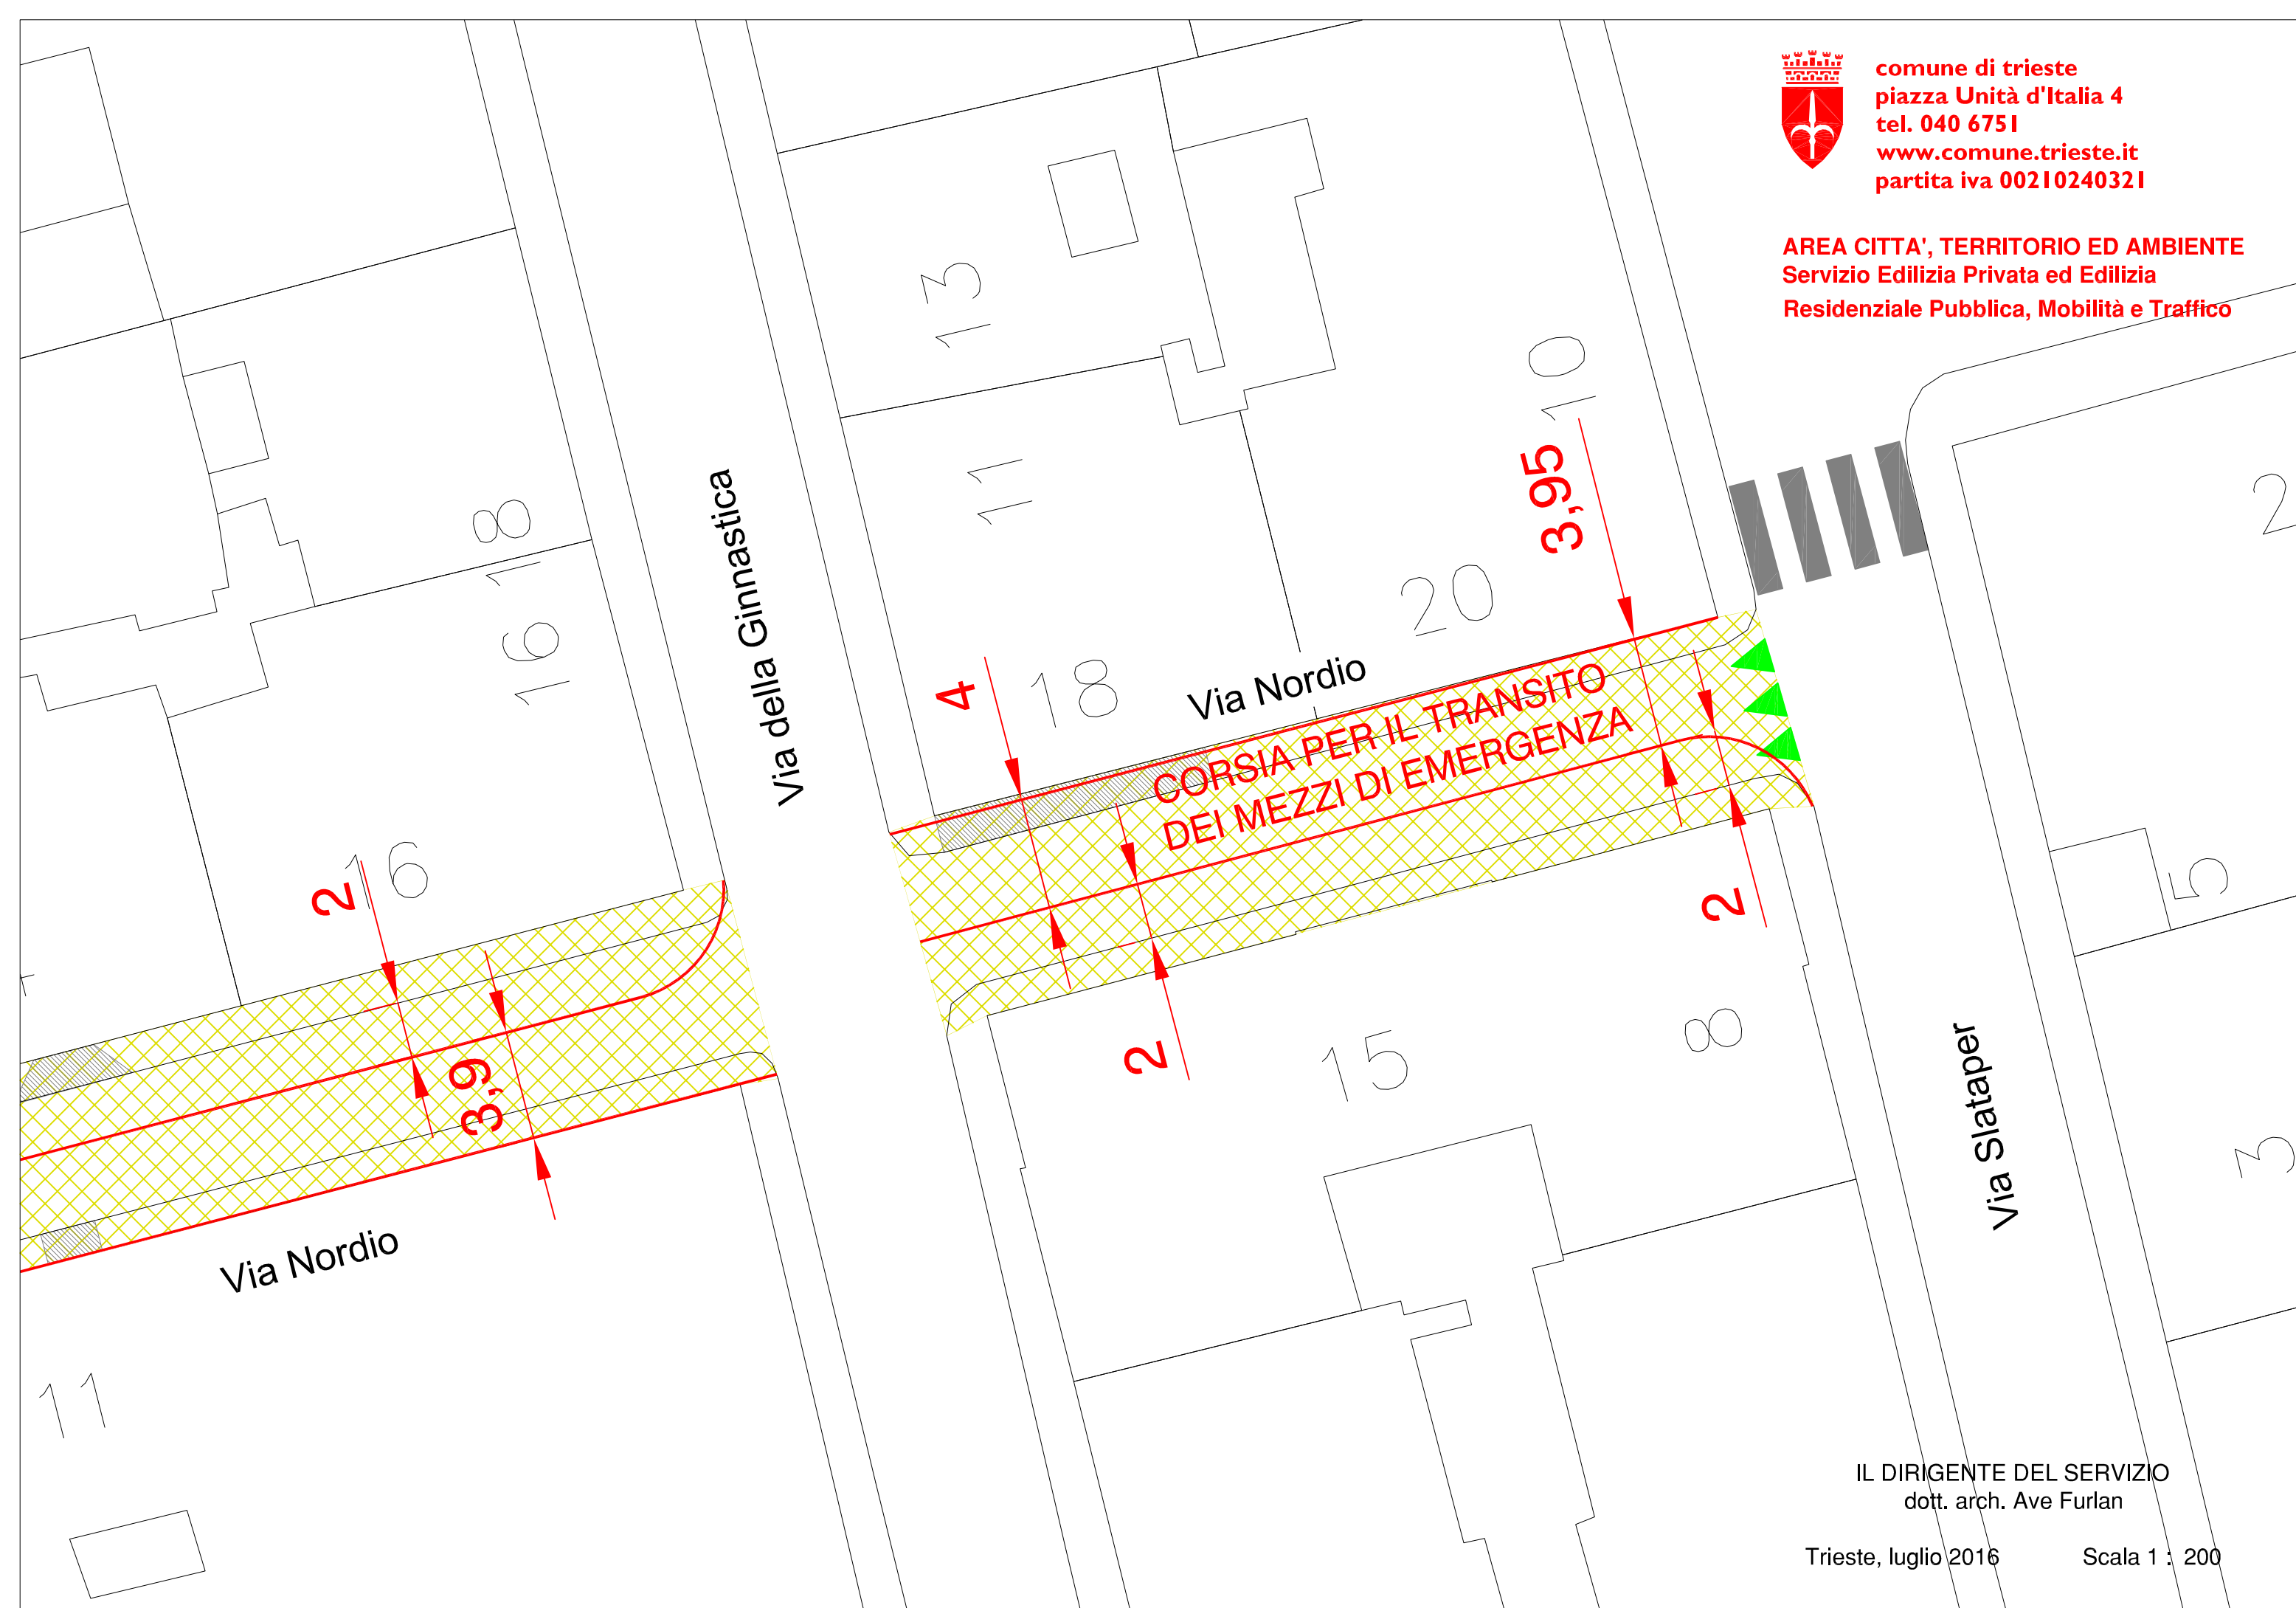 comune di trieste
piazza Unità d'Italia 4
tel. 040 6751
www.comune.trieste.it
partita iva 00210240321
AREA CITTA', TERRITORIO ED AMBIENTE
Servizio Edilizia Privata ed Edilizia
Residenziale Pubblica, Mobilità e Traffico
13
10
11
3,95
2
18
Via della Ginnastica
20
16
4
18
Via Nordio
CORSIA PER IL TRANSITO
DEI MEZZI DI EMERGENZA
16
2
2
5
2
3,9
15
8
Via Slataper
3
Via Nordio
11
IL DIRIGENTE DEL SERVIZIO
dott. arch. Ave Furlan
Trieste, luglio 2016
Scala 1 : 200